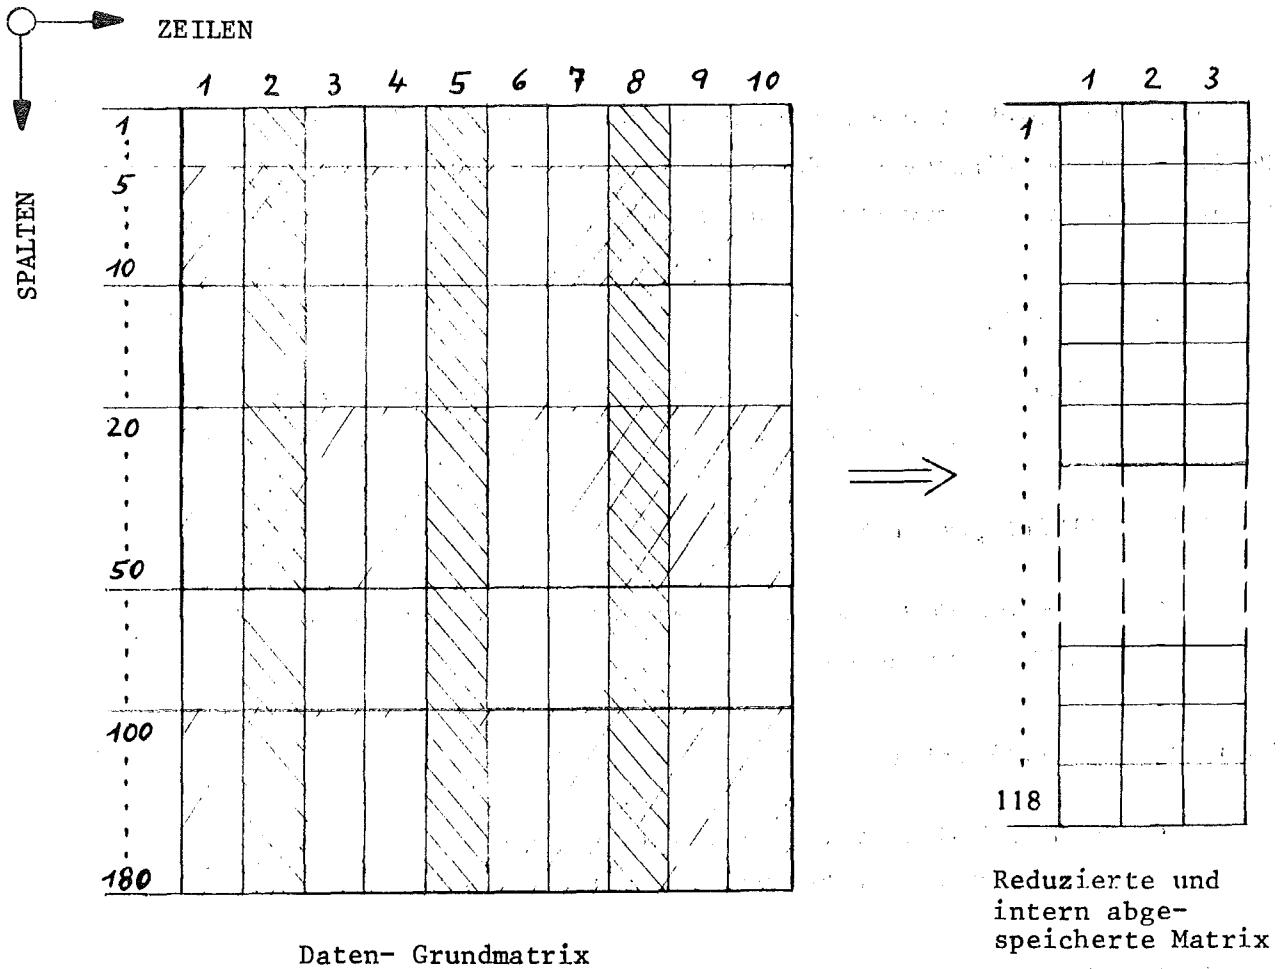 ZEILEN
1 2 3 4 5 6 7 8 9 10
1 2 3
SPALTEN
1
5
10
20
50
100
180
1
118
Daten- Grundmatrix
Reduzierte und
intern abge-
speicherte Matrix